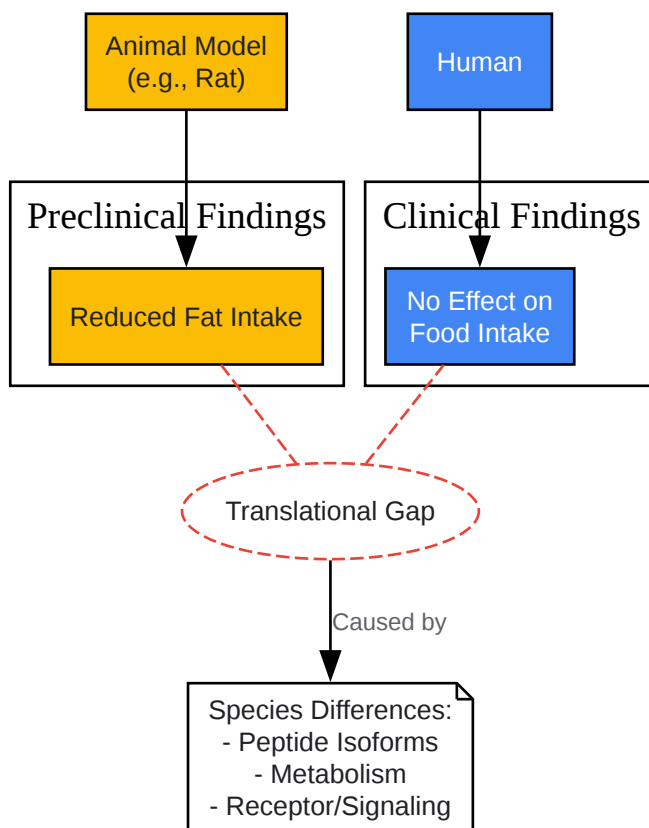 Animal Model
(e.g., Rat)
Human
Preclinical Findings
Clinical Findings
Reduced Fat Intake
No Effect on
Food Intake
Translational Gap
Caused by
Species Differences:
- Peptide Isoforms
- Metabolism
- Receptor/Signaling